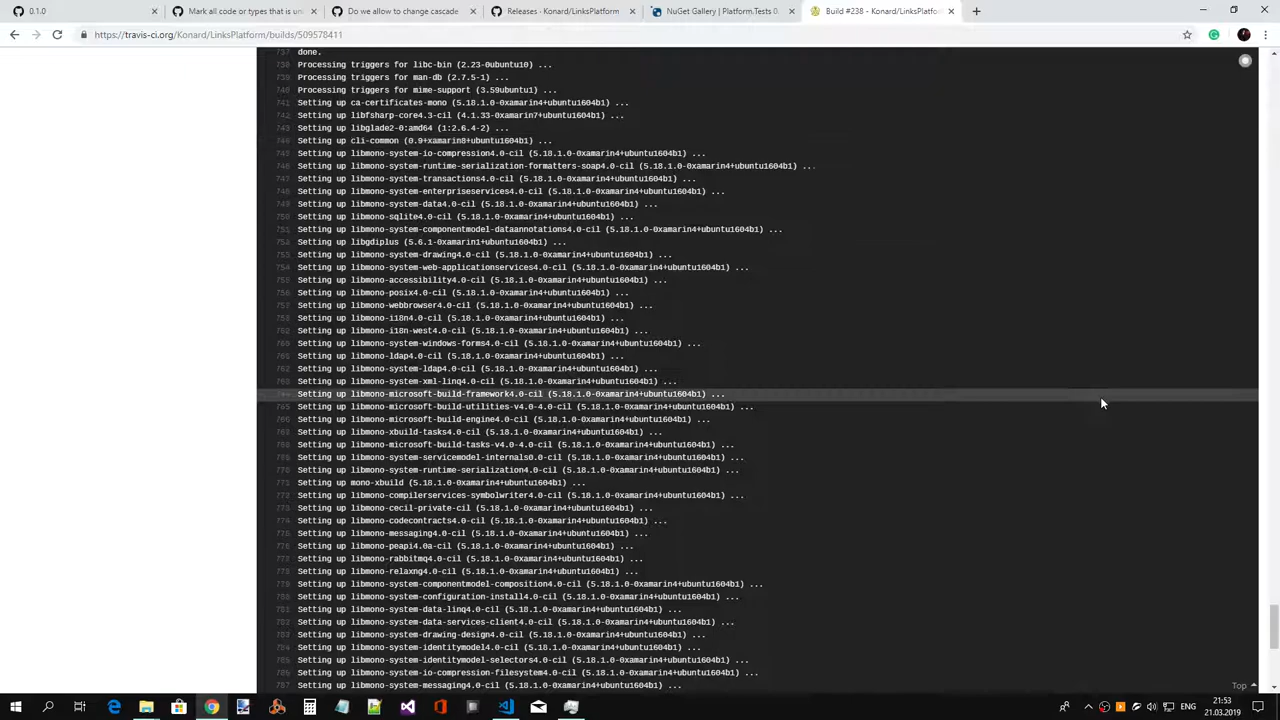 0.1.0
Mark all code or types that is un
Do we allow to change cascade
Releases · Konard/LinksPlatform
NuGet Gallery | Platform.Tests 0.
Build #238 - Konard/LinksPlatfo
https://travis-ci.org/Konard/LinksPlatform/builds/509578411
737 done.
738 Processing triggers for libc-bin (2.23-0ubuntu10) ...
739 Processing triggers for man-db (2.7.5-1) ...
740 Processing triggers for mime-support (3.59ubuntu1) ...
741 Setting up ca-certificates-mono (5.18.1.0-0xamarin4+ubuntu1604b1) ...
742 Setting up libfsharp-core4.3-cil (4.1.33-0xamarin7+ubuntu1604b1) ...
743 Setting up libglade2-0:amd64 (1:2.6.4-2) ...
Setting up cli-common (0.9+xamarin8+ubuntu1604b1) ...
Setting up libmono-system-io-compression4.0-cil (5.18.1.0-0xamarin4+ubuntu1604b1) ...
Setting up libmono-system-runtime-serialization-formatters-soap4.0-cil (5.18.1.0-0xamarin4+ubuntu1604b1) ...
747 Setting up libmono-system-transactions4.0-cil (5.18.1.0-0xamarin4+ubuntu1604b1) ...
Setting up libmono-system-enterpriseservices4.0-cil (5.18.1.0-0xamarin4+ubuntu1604b1) ...
749 Setting up libmono-system-data4.0-cil (5.18.1.0-0xamarin4+ubuntu1604b1) ...
750 Setting up libmono-sqlite4.0-cil (5.18.1.0-0xamarin4+ubuntu1604b1) ...
751 Setting up libmono-system-componentmodel-dataannotations4.0-cil (5.18.1.0-0xamarin4+ubuntu1604b1) ...
Setting up libgdiplus (5.6.1-0xamarin1+ubuntu1604b1) ...
Setting up libmono-system-drawing4.0-cil (5.18.1.0-0xamarin4+ubuntu1604b1) ...
754 Setting up libmono-system-web-applicationservices4.0-cil (5.18.1.0-0xamarin4+ubuntu1604b1) ...
Setting up libmono-accessibility4.0-cil (5.18.1.0-0xamarin4+ubuntu1604b1) ...
Setting up libmono-posix4.0-cil (5.18.1.0-0xamarin4+ubuntu1604b1) ...
Setting up libmono-webbrowser4.0-cil (5.18.1.0-0xamarin4+ubuntu1604b1) ...
Setting up libmono-i18n4.0-cil (5.18.1.0-0xamarin4+ubuntu1604b1) ...
Setting up libmono-i18n-west4.0-cil (5.18.1.0-0xamarin4+ubuntu1604b1) ...
Setting up libmono-system-windows-forms4.0-cil (5.18.1.0-0xamarin4+ubuntu1604b1) ...
Setting up libmono-ldap4.0-cil (5.18.1.0-0xamarin4+ubuntu1604b1) ...
762 Setting up libmono-system-ldap4.0-cil (5.18.1.0-0xamarin4+ubuntu1604b1) ...
Setting up libmono-system-xml-linq4.0-cil (5.18.1.0-0xamarin4+ubuntu1604b1) ...
Setting up libmono-microsoft-build-framework4.0-cil (5.18.1.0-0xamarin4+ubuntu1604b1) ...
765 Setting up libmono-microsoft-build-utilities-v4.0-4.0-cil (5.18.1.0-0xamarin4+ubuntu1604b1) ...
766 Setting up libmono-microsoft-build-engine4.0-cil (5.18.1.0-0xamarin4+ubuntu1604b1) ...
Setting up libmono-xbuild-tasks4.0-cil (5.18.1.0-0xamarin4+ubuntu1604b1) ...
Setting up libmono-microsoft-build-tasks-v4.0-4.0-cil (5.18.1.0-0xamarin4+ubuntu1604b1) ...
Setting up libmono-system-servicemodel-internals0.0-cil (5.18.1.0-0xamarin4+ubuntu1604b1) ...
770 Setting up libmono-system-runtime-serialization4.0-cil (5.18.1.0-0xamarin4+ubuntu1604b1) ...
771 Setting up mono-xbuild (5.18.1.0-0xamarin4+ubuntu1604b1) ...
772 Setting up libmono-compilerservices-symbolwriter4.0-cil (5.18.1.0-0xamarin4+ubuntu1604b1) ...
773 Setting up libmono-cecil-private-cil (5.18.1.0-0xamarin4+ubuntu1604b1) ...
774 Setting up libmono-codecontracts4.0-cil (5.18.1.0-0xamarin4+ubuntu1604b1) ...
775 Setting up libmono-messaging4.0-cil (5.18.1.0-0xamarin4+ubuntu1604b1) ...
776 Setting up libmono-peapi4.0a-cil (5.18.1.0-0xamarin4+ubuntu1604b1) ...
Setting up libmono-rabbitmq4.0-cil (5.18.1.0-0xamarin4+ubuntu1604b1) ...
Setting up libmono-relaxng4.0-cil (5.18.1.0-0xamarin4+ubuntu1604b1) ...
779 Setting up libmono-system-componentmodel-composition4.0-cil (5.18.1.0-0xamarin4+ubuntu1604b1) ...
780 Setting up libmono-system-configuration-install4.0-cil (5.18.1.0-0xamarin4+ubuntu1604b1) ...
781 Setting up libmono-system-data-linq4.0-cil (5.18.1.0-0xamarin4+ubuntu1604b1) ...
782 Setting up libmono-system-data-services-client4.0-cil (5.18.1.0-0xamarin4+ubuntu1604b1) ...
783 Setting up libmono-system-drawing-design4.0-cil (5.18.1.0-0xamarin4+ubuntu1604b1) ...
784 Setting up libmono-system-identitymodel4.0-cil (5.18.1.0-0xamarin4+ubuntu1604b1) ...
785 Setting up libmono-system-identitymodel-selectors4.0-cil (5.18.1.0-0xamarin4+ubuntu1604b1) ...
786 Setting up libmono-system-io-compression-filesystem4.0-cil (5.18.1.0-0xamarin4+ubuntu1604b1) ...
787 Setting up libmono-system-messaging4.0-cil (5.18.1.0-0xamarin4+ubuntu1604b1) ...
Top
ENG
21:53
21.03.2019